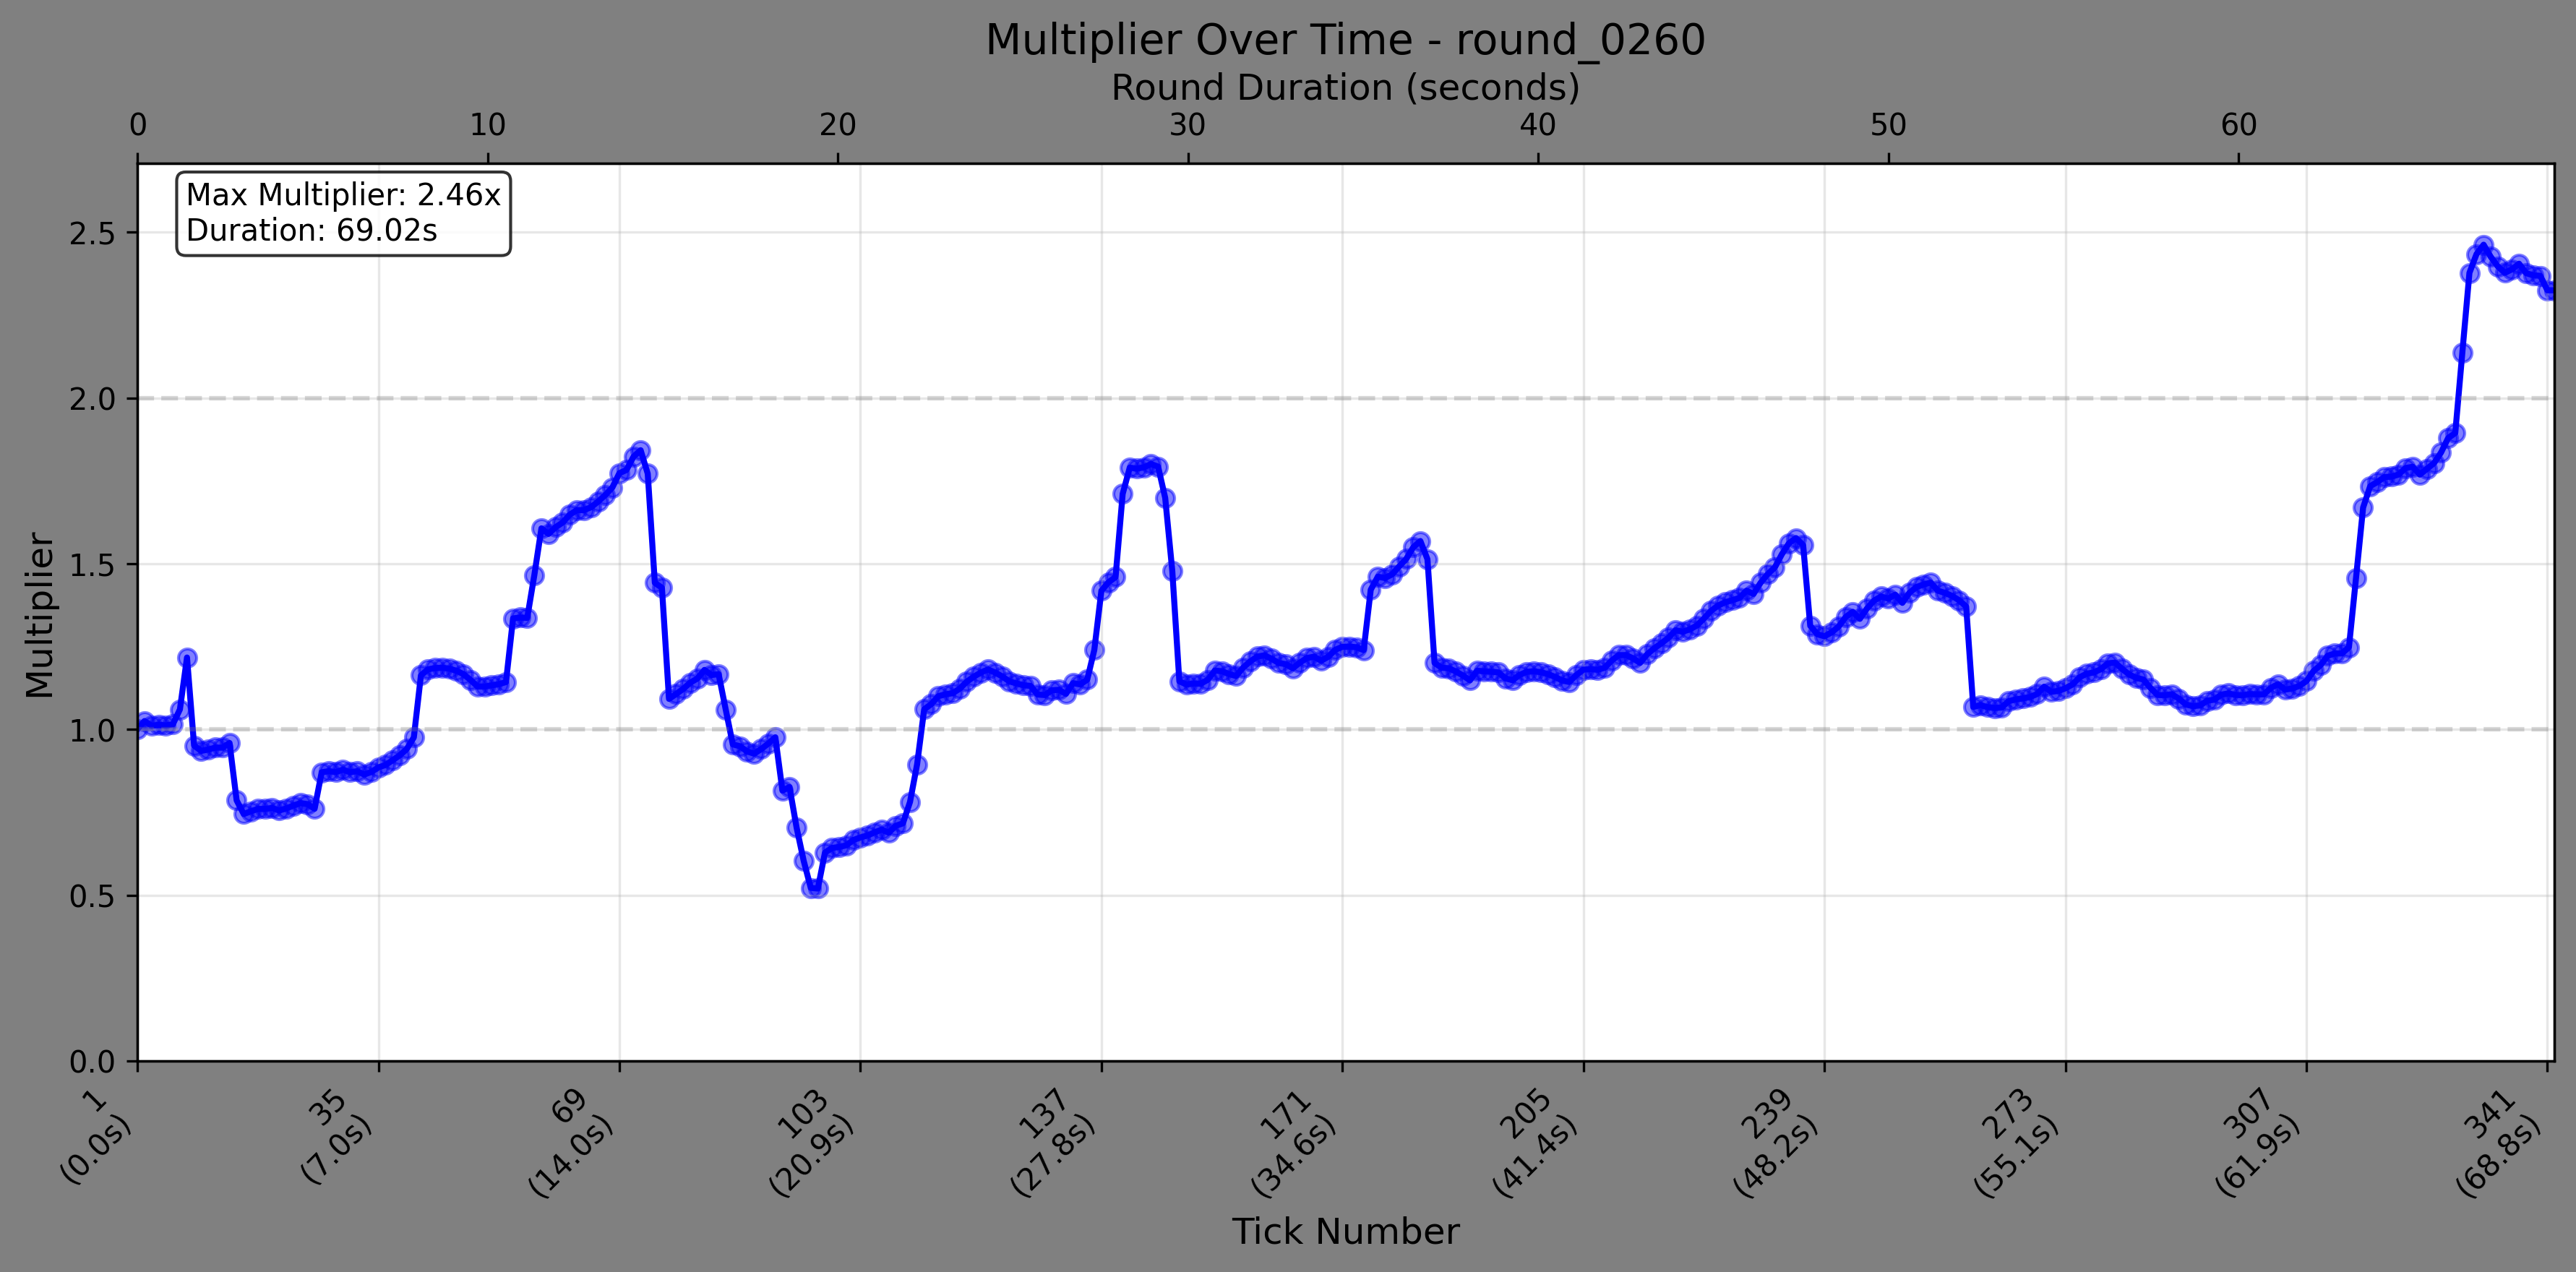 Multiplier Over Time - round_0260
Round Duration (seconds)
0 10 20 30 40 50 60
Max Multiplier: 2.46x
Duration: 69.02s
Multiplier
2.5
2.0
1.5
1.0
0.5
0.0
1 35 69 103 137 171 205 239 273 307 341
(0.0s) (7.0s) (14.0s) (20.9s) (27.8s) (34.6s) (41.4s) (48.2s) (55.1s) (61.9s) (68.8s)
Tick Number